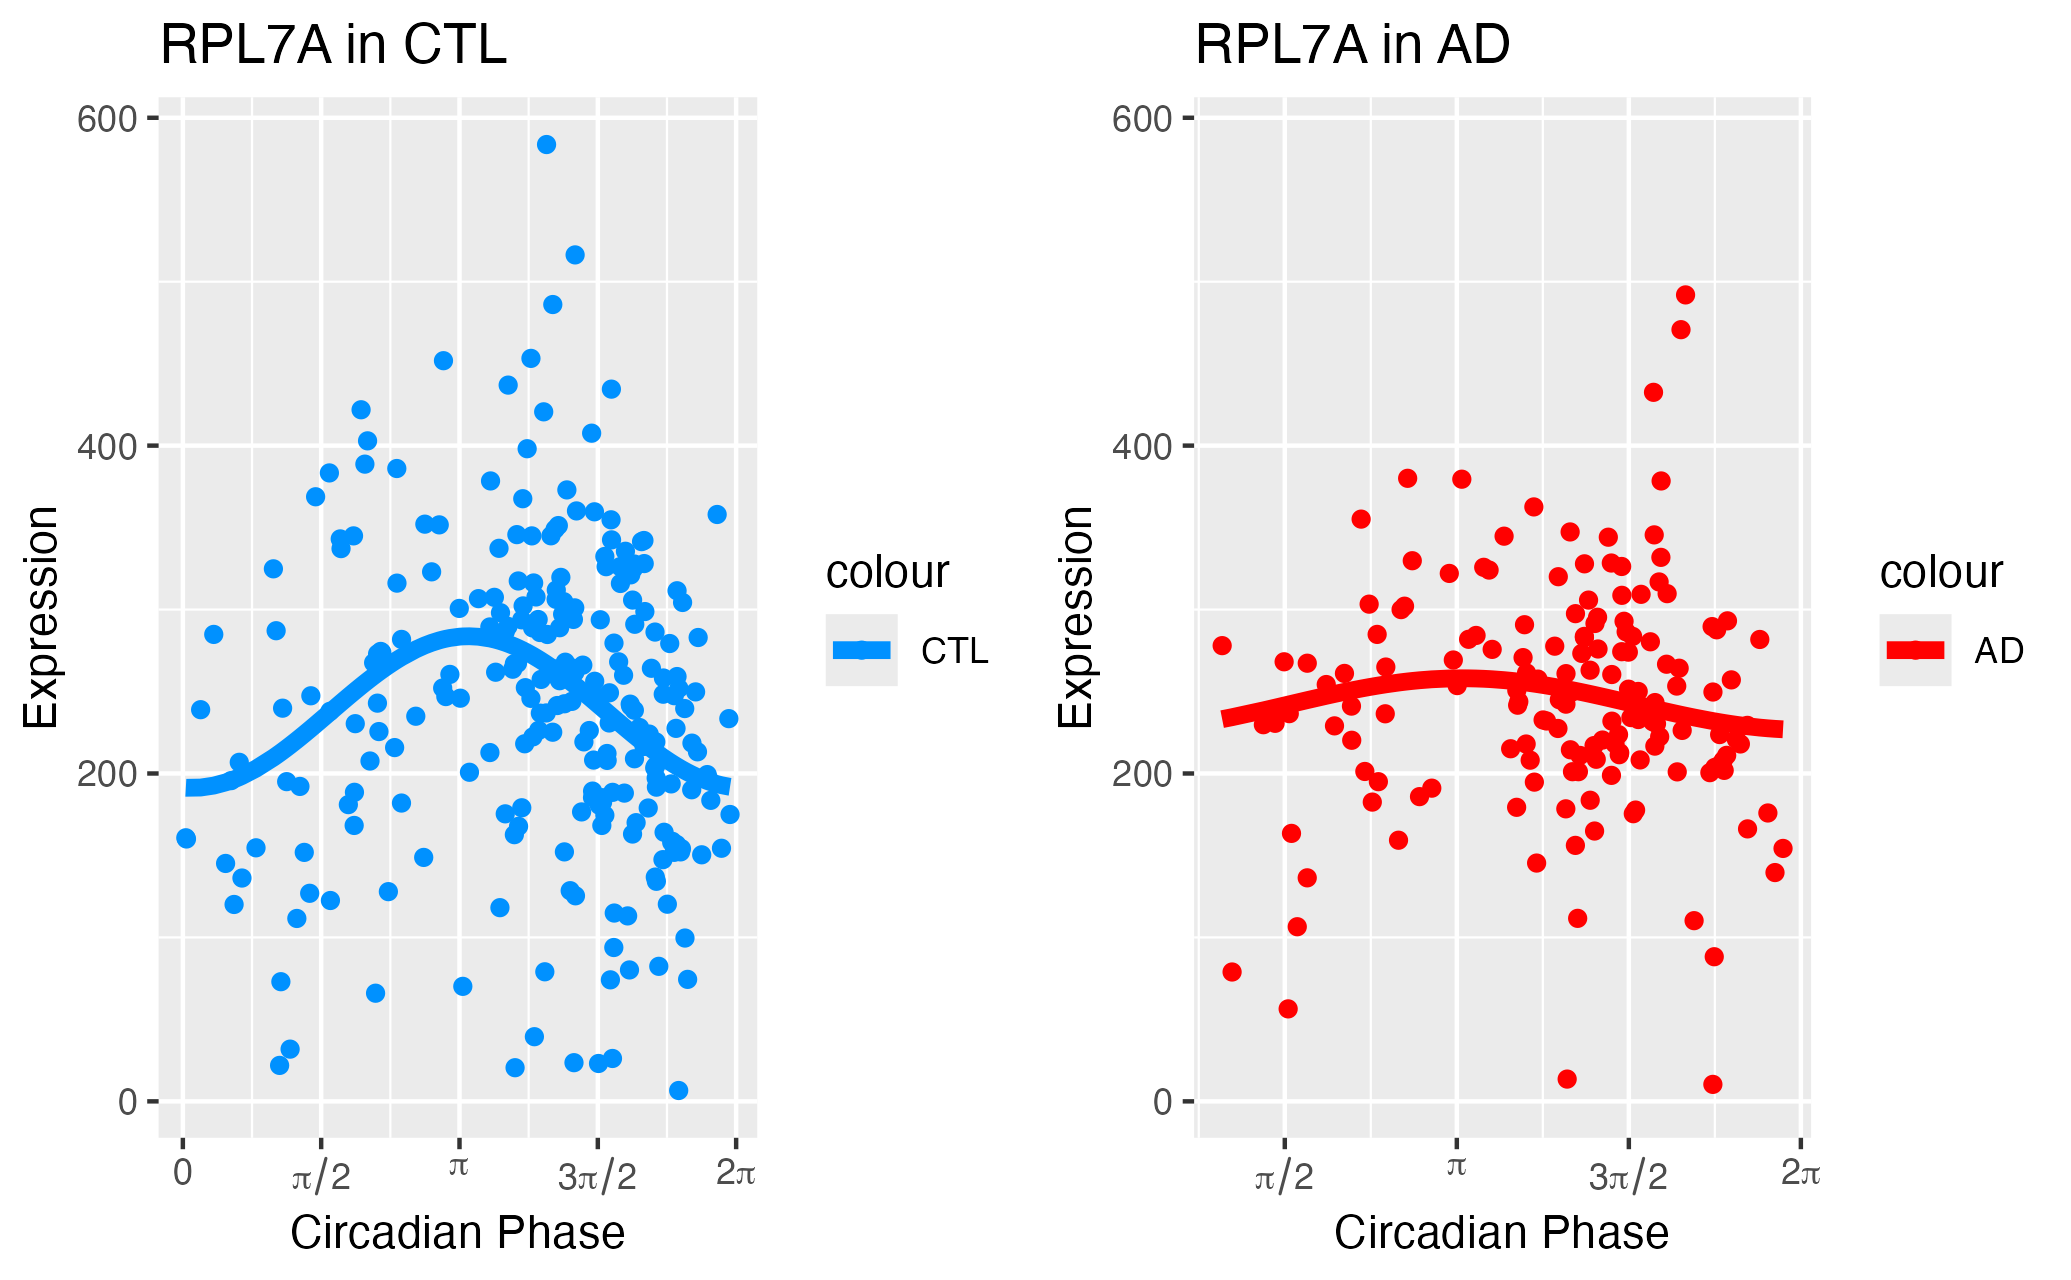 RPL7A in CTL
600
400
200
0
Expression
0
π/2
π
3π/2
2π
Circadian Phase
colour
CTL
RPL7A in AD
600
400
200
0
Expression
π/2
π
3π/2
2π
Circadian Phase
colour
AD